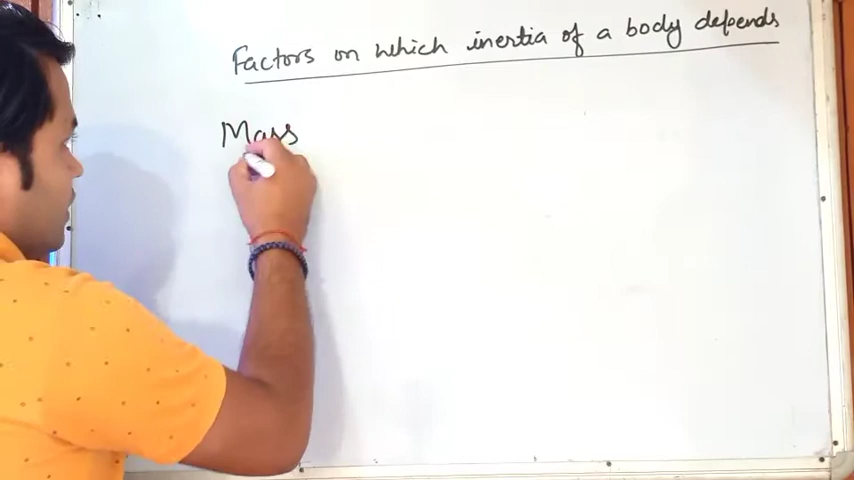 Factors on which inertia of a body depends
Mass